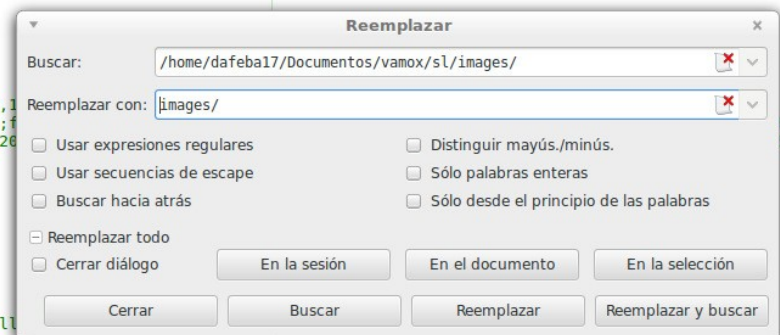 Reemplazar
Buscar: /home/dafeba17/Documentos/vamox/sl/images/
Reemplazar con: images/
Usar expresiones regulares Distinguir mayús./minús.
Usar secuencias de escape Sólo palabras enteras
Buscar hacia atrás Sólo desde el principio de las palabras
Reemplazar todo
Cerrar diálogo En la sesión En el documento En la selección
Cerrar Buscar Reemplazar Reemplazar y buscar